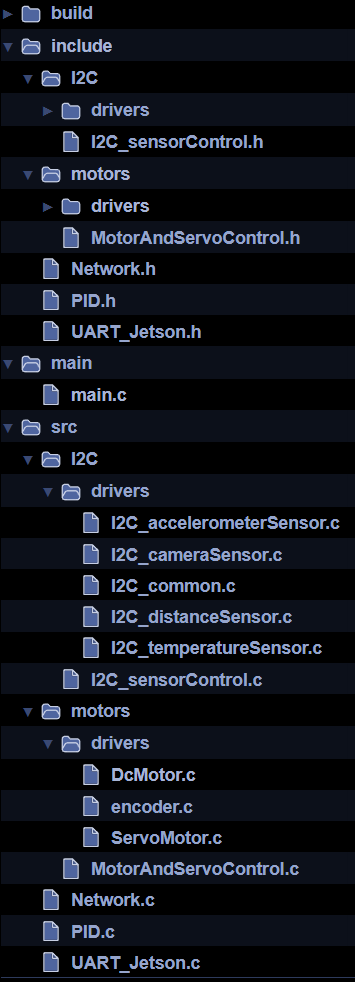 build
include
I2C
drivers
I2C_sensorControl.h
motors
drivers
MotorAndServoControl.h
Network.h
PID.h
UART_Jetson.h
main
main.c
src
I2C
drivers
I2C_accelerometerSensor.c
I2C_cameraSensor.c
I2C_common.c
I2C_distanceSensor.c
I2C_temperatureSensor.c
I2C_sensorControl.c
motors
drivers
DcMotor.c
encoder.c
ServoMotor.c
MotorAndServoControl.c
Network.c
PID.c
UART_Jetson.c